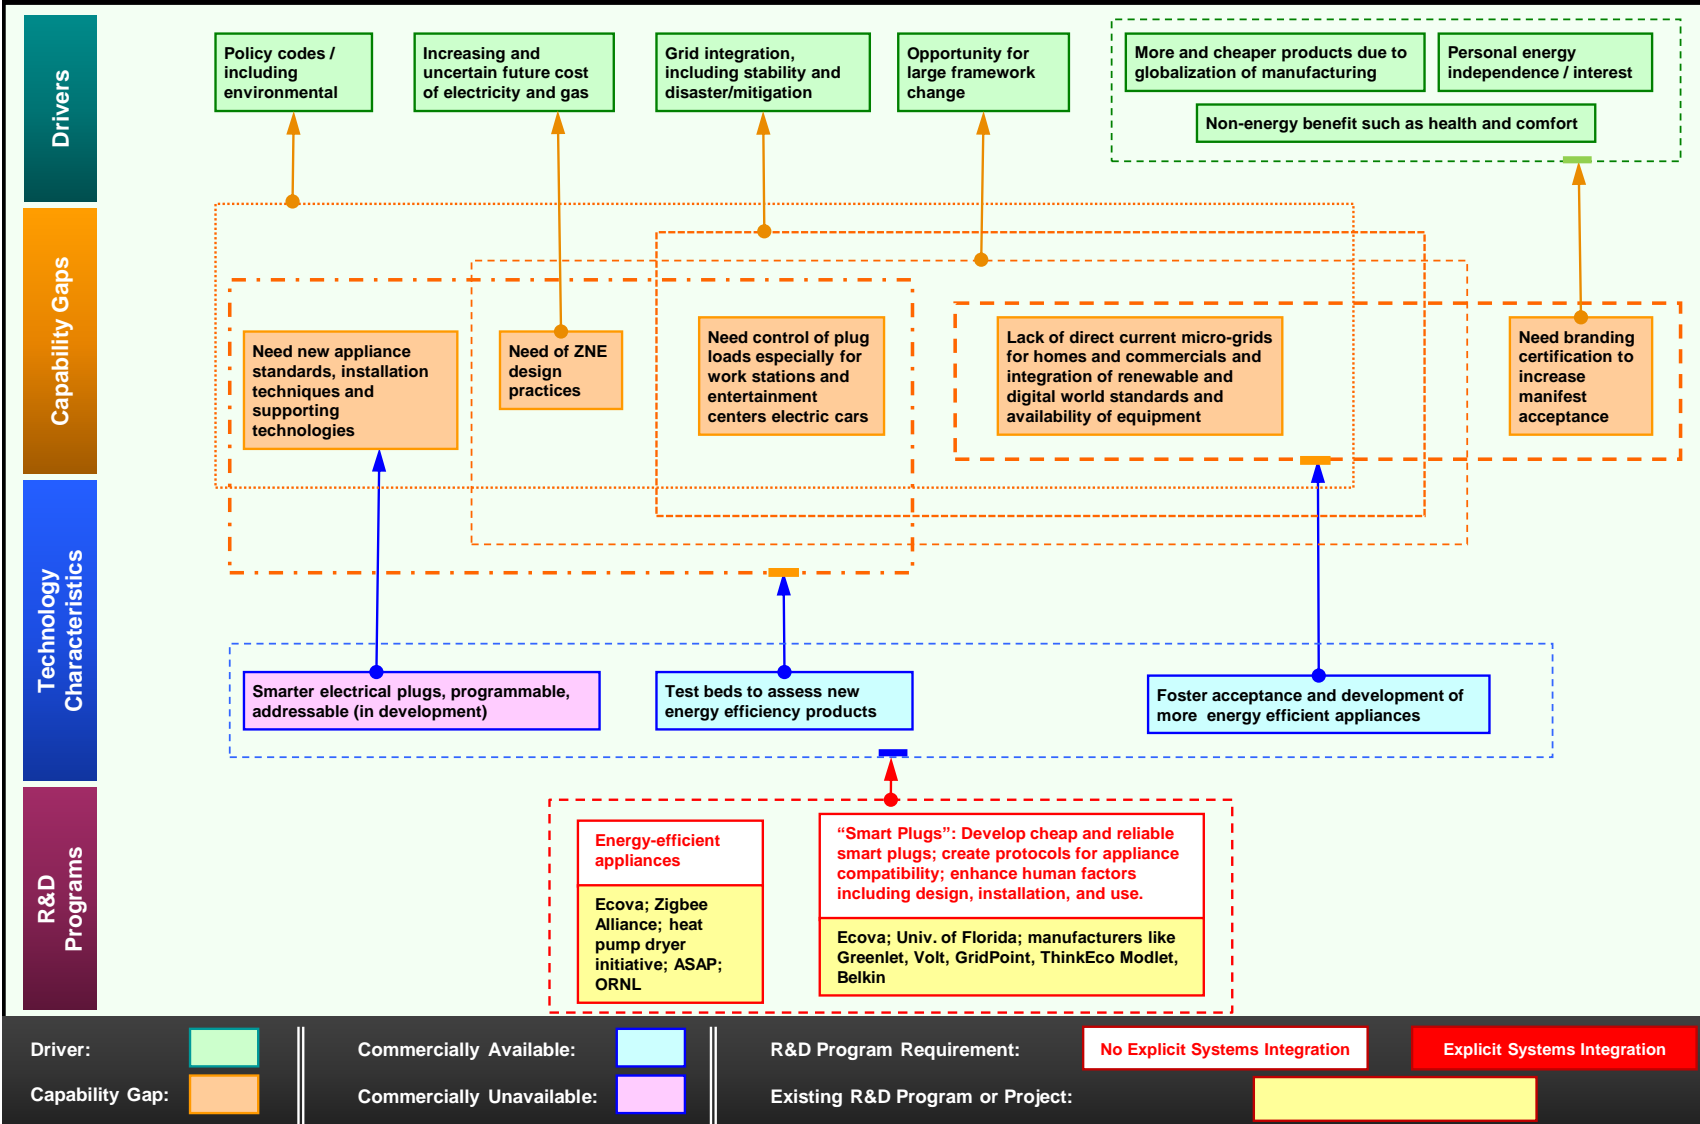 Drivers
Policy codes /
including
environmental
Increasing and
uncertain future cost
of electricity and gas
Grid integration,
including stability and
disaster/mitigation
Opportunity for
large framework
change
More and cheaper products due to
globalization of manufacturing
Personal energy
independence / interest
Non-energy benefit such as health and comfort
Capability Gaps
Need new appliance
standards, installation
techniques and
supporting
technologies
Need of ZNE
design
practices
Need control of plug
loads especially for
work stations and
entertainment
centers electric cars
Lack of direct current micro-grids
for homes and commercials and
integration of renewable and
digital world standards and
availability of equipment
Need branding
certification to
increase
manifest
acceptance
Technology
Characteristics
Smarter electrical plugs, programmable,
addressable (in development)
Test beds to assess new
energy efficiency products
Foster acceptance and development of
more energy efficient appliances
R&D
Programs
Energy-efficient
appliances
Ecova; Zigbee
Alliance; heat
pump dryer
initiative; ASAP;
ORNL
“Smart Plugs”: Develop cheap and reliable
smart plugs; create protocols for appliance
compatibility; enhance human factors
including design, installation, and use.
Ecova; Univ. of Florida; manufacturers like
Greenlet, Volt, GridPoint, ThinkEco Modlet,
Belkin
Driver:
Capability Gap:
Commercially Available:
Commercially Unavailable:
R&D Program Requirement:
No Explicit Systems Integration
Explicit Systems Integration
Existing R&D Program or Project: